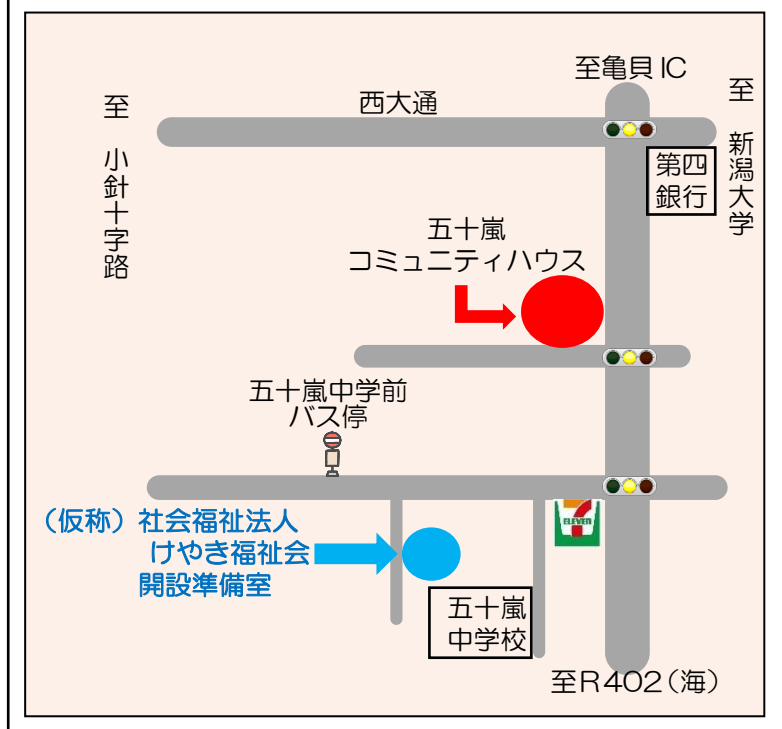 至亀貝IC
至 小針十字路
西大通
至 新潟大学
第四
銀行
五十嵐
コミュニティハウス
五十嵐中学前
バス停
（仮称）社会福祉法人
けやき福祉会
開設準備室
ELEVEN
五十嵐
中学校
至R402（海）